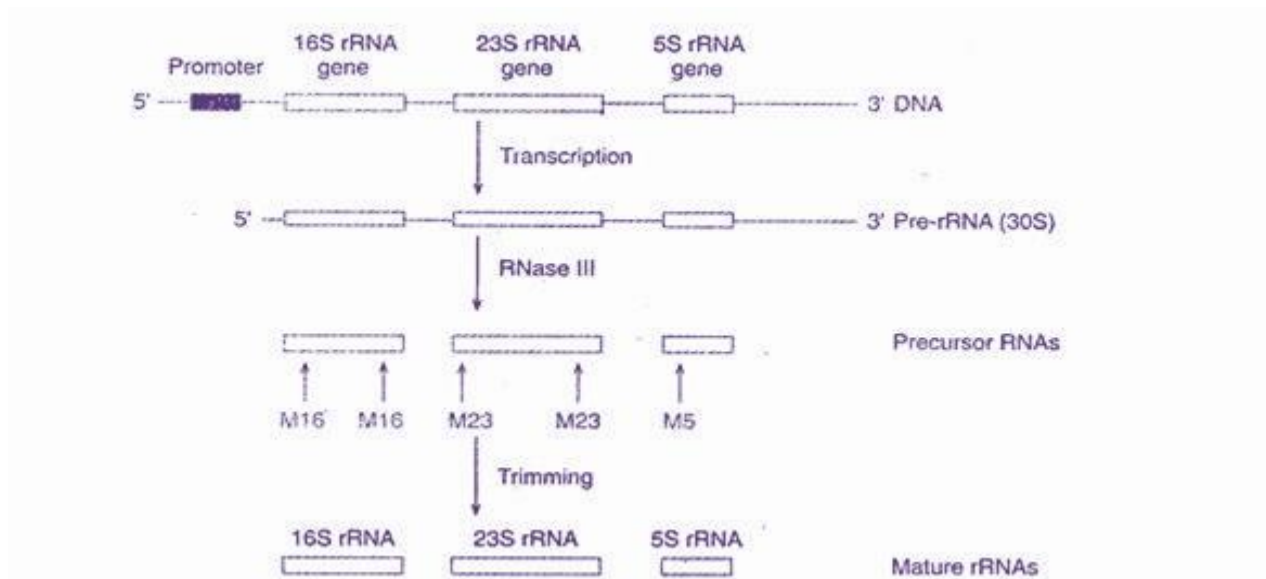 16S rRNA gene
23S rRNA gene
5S rRNA gene
Promoter
5' 3' DNA
Transcription
5' 3' Pre-rRNA (30S)
RNase III
Precursor RNAs
M16 M16 M23 M23 M5
Trimming
16S rRNA 23S rRNA 5S rRNA
Mature rRNAs